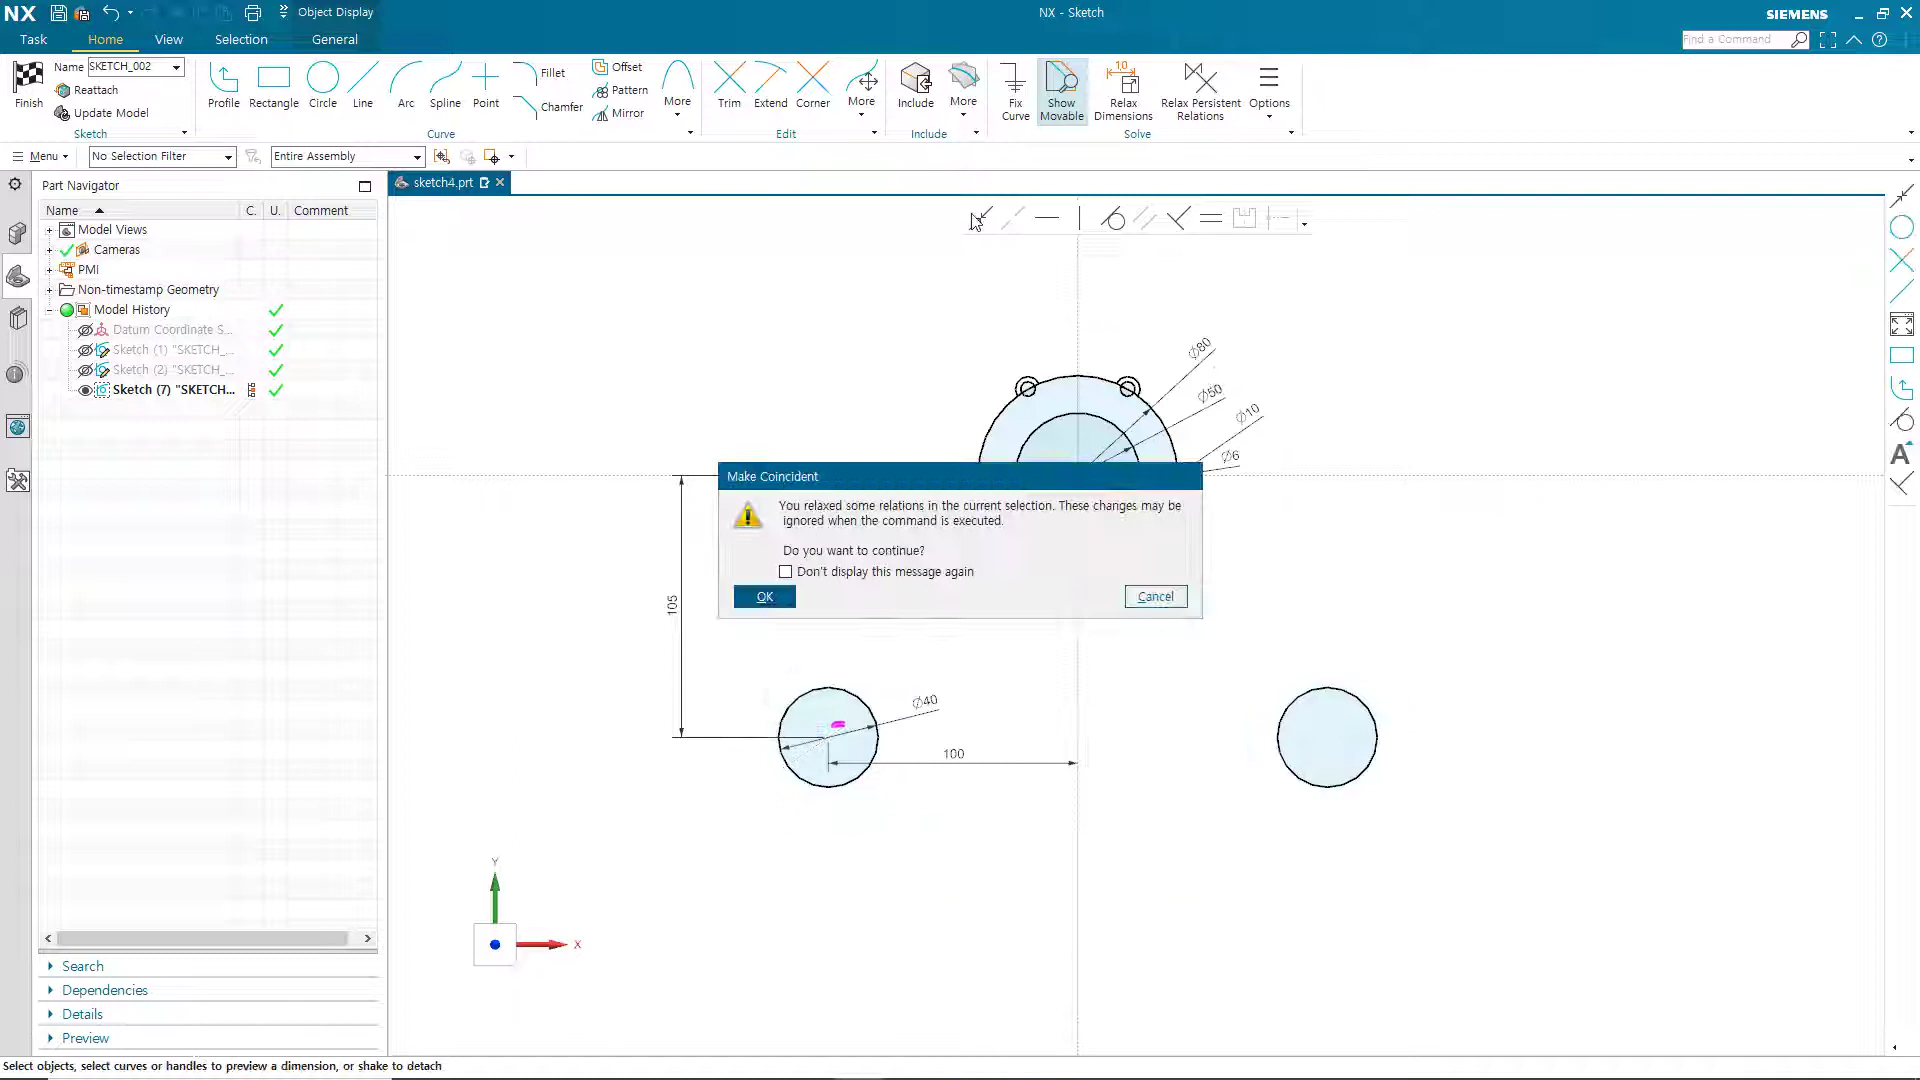 NX
Object Display
NX - Sketch
SIEMENS
Task
Home
View
Selection
General
Find a Command
Finish
Name
SKETCH_002
Reattach
Update Model
Sketch
Profile
Rectangle
Circle
Line
Arc
Spline
Point
Fillet
Chamfer
Offset
Pattern
Mirror
More
Curve
Trim
Extend
Corner
More
Edit
Include
More
Include
Fix
Curve
Show
Movable
Relax
Dimensions
Relax Persistent
Relations
Options
Solve
Menu
No Selection Filter
Entire Assembly
Part Navigator
sketch4.prt
Name
C.
U.
Comment
Model Views
Cameras
PMI
Non-timestamp Geometry
Model History
Datum Coordinate S...
Sketch (1) "SKETCH_...
Sketch (2) "SKETCH_...
Sketch (7) "SKETCH...
Ø80
Ø50
Ø10
Ø6
Make Coincident
You relaxed some relations in the current selection. These changes may be
ignored when the command is executed.
Do you want to continue?
Don't display this message again
OK
Cancel
105
Ø40
100
Y
X
Search
Dependencies
Details
Preview
Select objects, select curves or handles to preview a dimension, or shake to detach